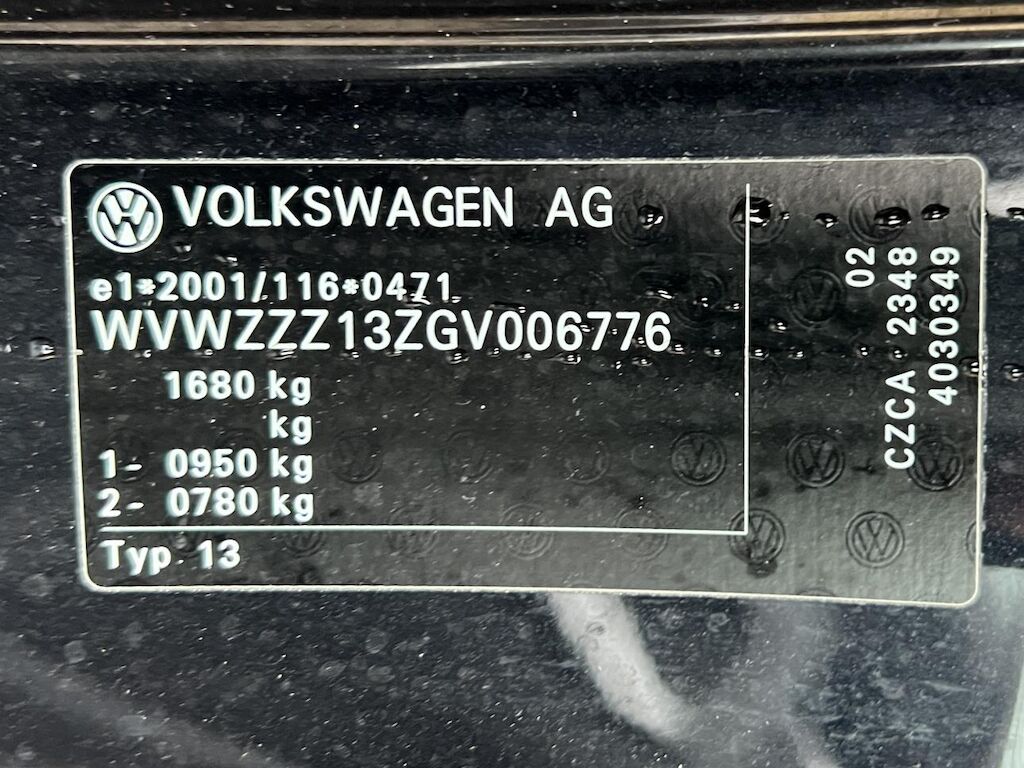 VOLKSWAGEN AG
e1*2001/116*0471
WVWZZZ13ZGV006776
1680 kg
kg
1- 0950 kg
2- 0780 kg
Typ 13
02
CZCA 2348
4030349